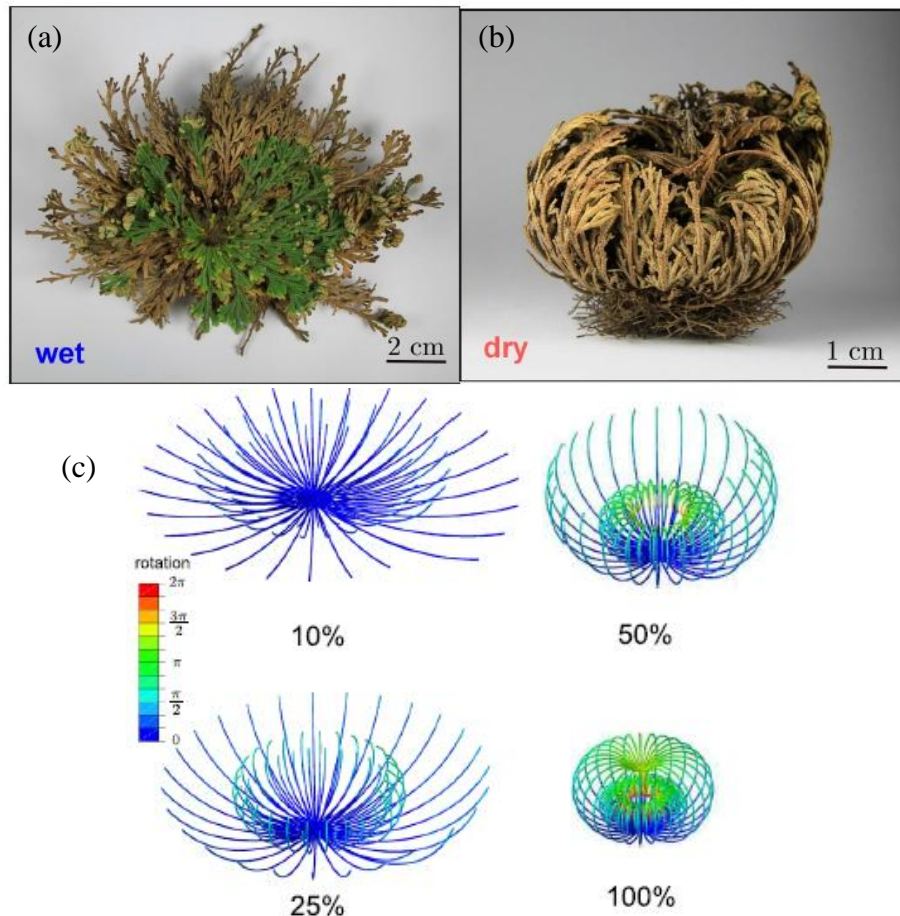 (a)
(b)
wet
2 cm
dry
1 cm
(c)
rotation
2π
3π/2
π
π/2
0
10%
50%
25%
100%